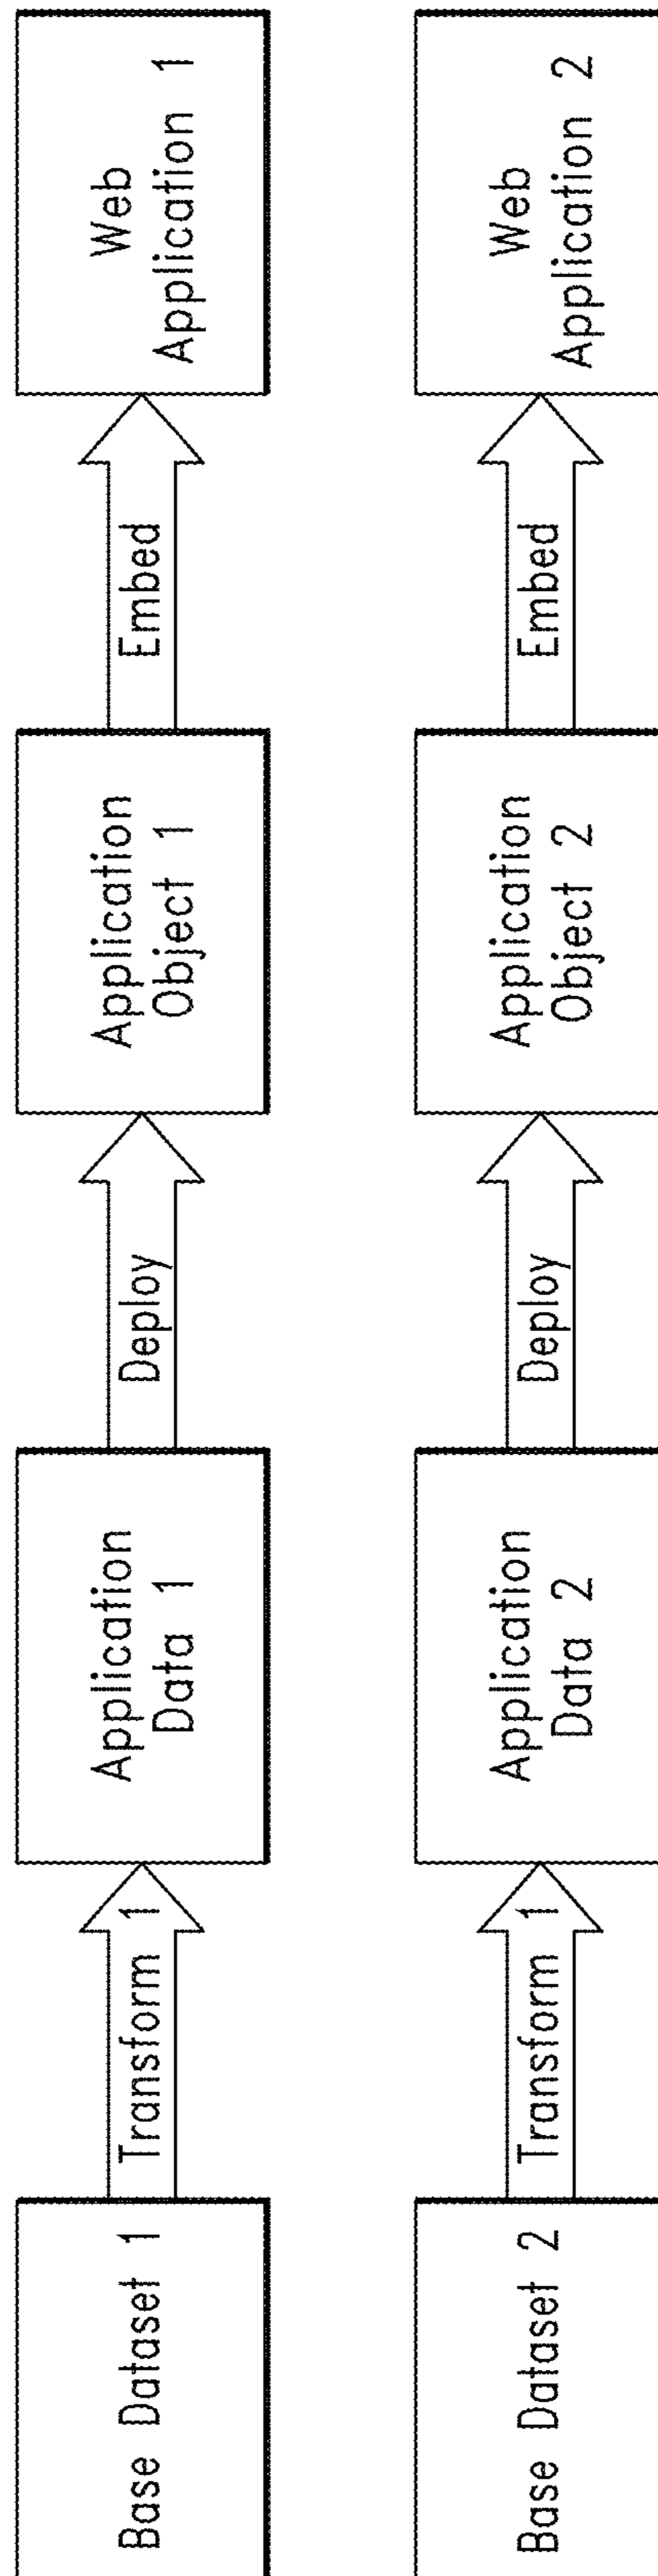 Base Dataset 1
Transform 1
Application
Data 1
Deploy
Application
Object 1
Embed
Web
Application 1
Base Dataset 2
Transform 1
Application
Data 2
Deploy
Application
Object 2
Embed
Web
Application 2